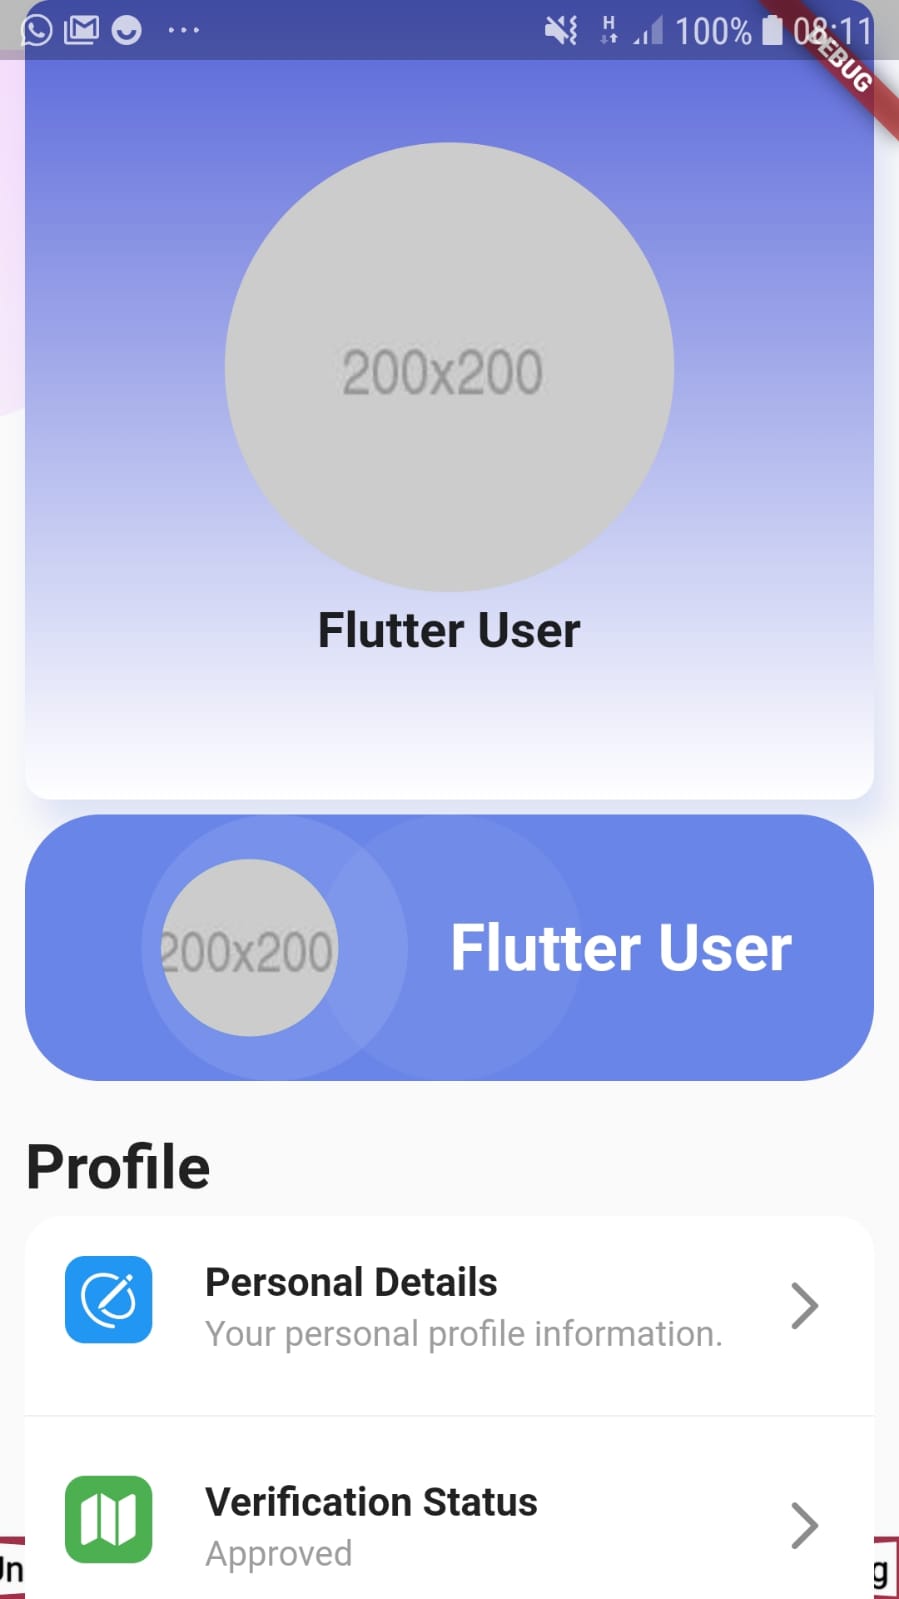 H 100% 08:11
DEBUG
200x200
Flutter User
200x200
Flutter User
Profile
Personal Details
Your personal profile information.
Verification Status
Approved